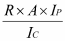 R * A * I_P
I_C